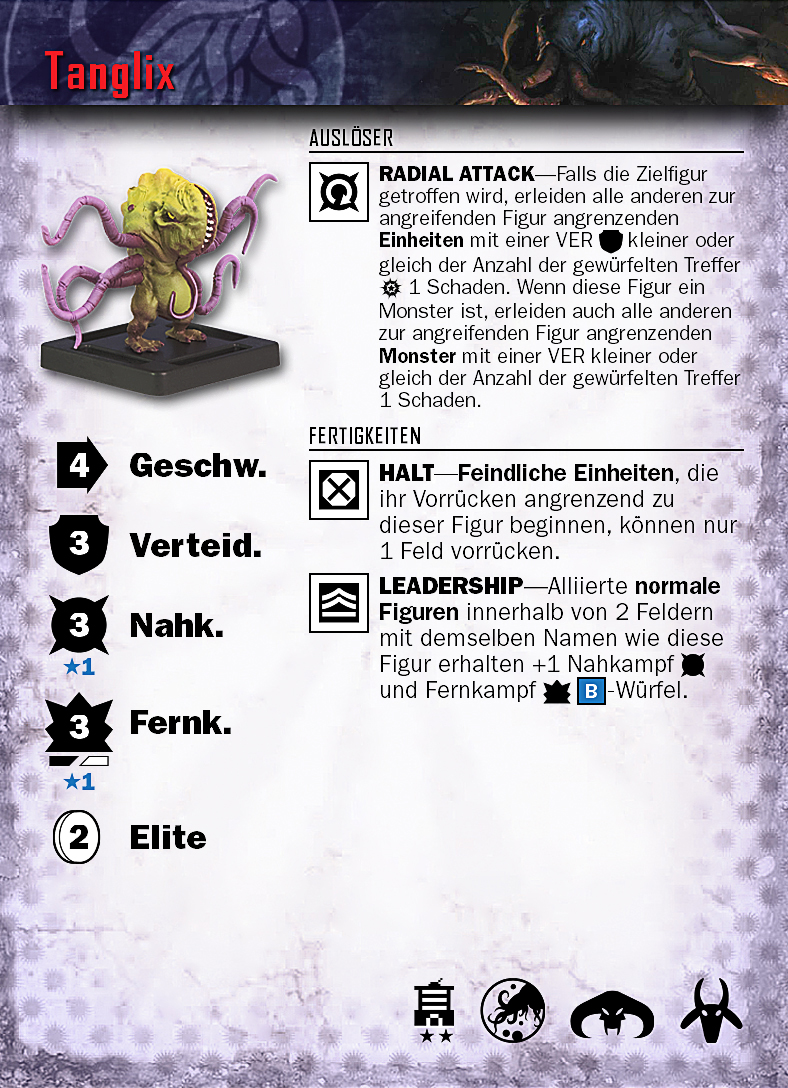 Tanglix
AUSLÖSER
RADIAL ATTACK—Falls die Zielfigur
getroffen wird, erleiden alle anderen zur
angreifenden Figur angrenzenden
Einheiten mit einer VER kleiner oder
gleich der Anzahl der gewürfelten Treffer
1 Schaden. Wenn diese Figur ein
Monster ist, erleiden auch alle anderen
zur angreifenden Figur angrenzenden
Monster mit einer VER kleiner oder
gleich der Anzahl der gewürfelten Treffer
1 Schaden.
FERTIGKEITEN
HALT—Feindliche Einheiten, die
ihr Vorrücken angrenzend zu
dieser Figur beginnen, können nur
1 Feld vorrücken.
LEADERSHIP—Alliierte normale
Figuren innerhalb von 2 Feldern
mit demselben Namen wie diese
Figur erhalten +1 Nahkampf
und Fernkampf B-Würfel.
4 Geschw.
3 Verteid.
3 Nahk.
★1
3 Fernk.
★1
2 Elite